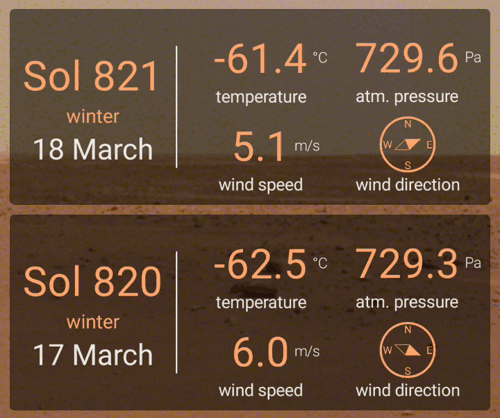 Sol 821
winter
18 March
-61.4 °C
temperature
729.6 Pa
atm. pressure
5.1 m/s
wind speed
N
W E
S
wind direction
Sol 820
winter
17 March
-62.5 °C
temperature
729.3 Pa
atm. pressure
6.0 m/s
wind speed
N
W E
S
wind direction